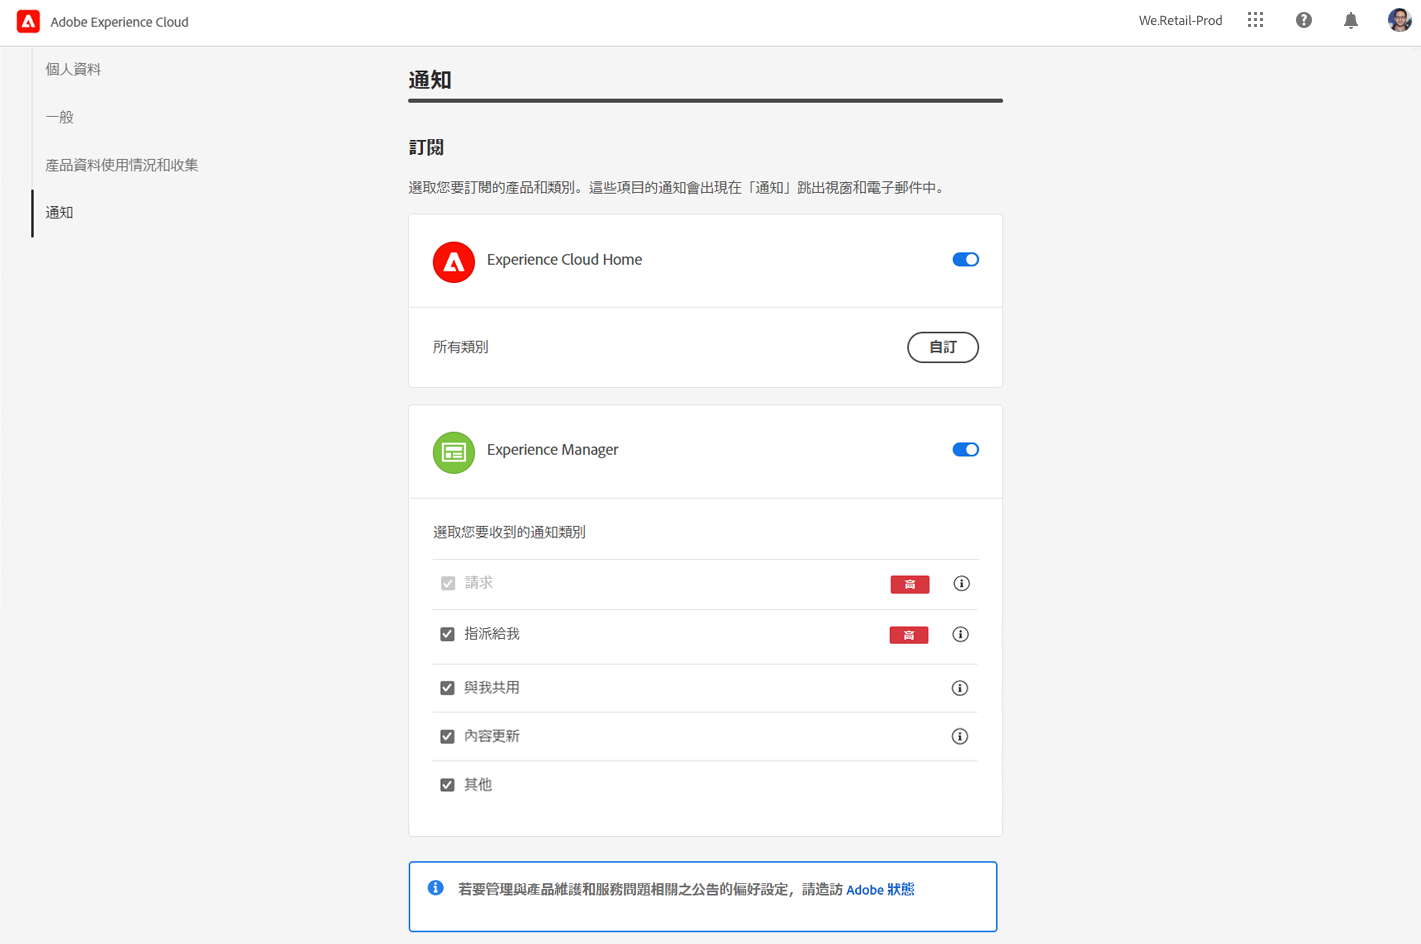 Adobe Experience Cloud
We.Retail-Prod
個人資料
一般
產品資料使用情況和收集
通知
通知
訂閱
選取您要訂閱的產品和類別。這些項目的通知會出現在「通知」跳出視窗和電子郵件中。
Experience Cloud Home
所有類別
自訂
Experience Manager
選取您要收到的通知類別
請求
高
指派給我
高
與我共用
內容更新
其他
若要管理與產品維護和服務問題相關之公告的偏好設定，請造訪 Adobe 狀態